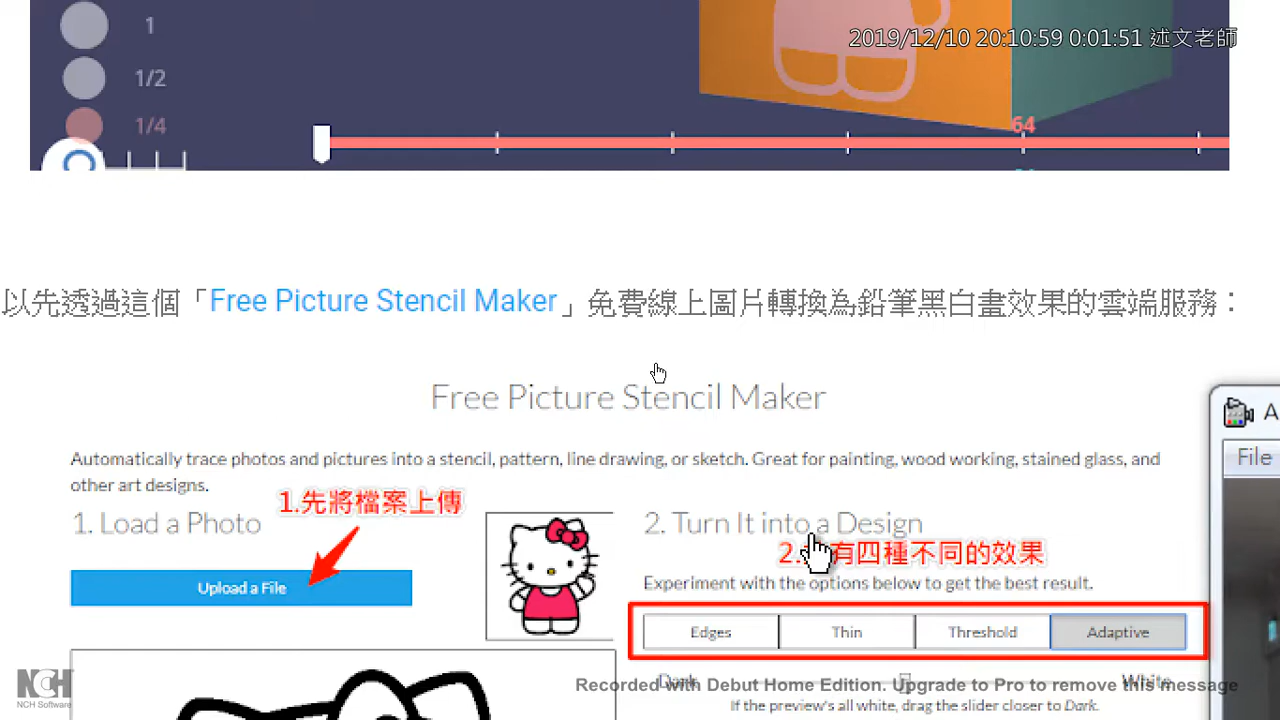 1
2019/12/10 20:10:59 0:01:51 述文老師
1/2
1/4
64
以先透過這個「Free Picture Stencil Maker」免費線上圖片轉換為鉛筆黑白畫效果的雲端服務：
Free Picture Stencil Maker
A
File
Automatically trace photos and pictures into a stencil, pattern, line drawing, or sketch. Great for painting, wood working, stained glass, and
other art designs.
1.先將檔案上傳
1. Load a Photo
2. Turn It into a Design
2.有四種不同的效果
Upload a File
Experiment with the options below to get the best result.
Edges
Thin
Threshold
Adaptive
Dark
White
Recorded with Debut Home Edition. Upgrade to Pro to remove this message
If the preview's all white, drag the slider closer to Dark.
NCH
NCH Software